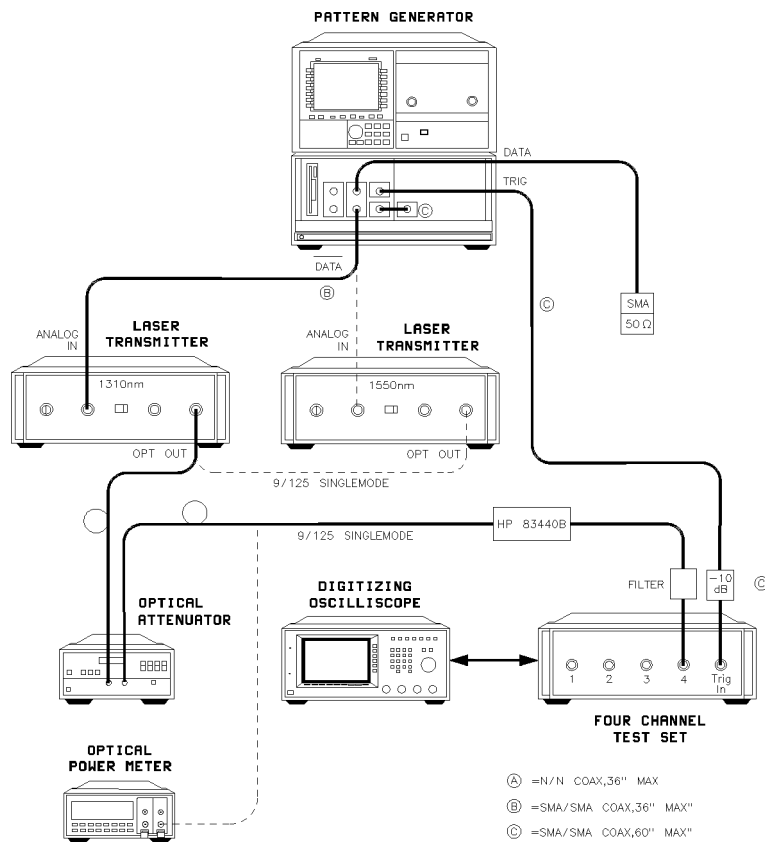 PATTERN GENERATOR
DATA
TRIG
C
DATA
B
C
SMA
50 Ω
ANALOG
IN
LASER
TRANSMITTER
ANALOG
IN
LASER
TRANSMITTER
1310nm
1550nm
OPT OUT
OPT OUT
9/125 SINGLEMODE
HP 83440B
9/125 SINGLEMODE
FILTER
-10
dB
C
OPTICAL
ATTENUATOR
DIGITIZING
OSCILLISCOPE
1
2
3
4
Trig
In
FOUR CHANNEL
TEST SET
OPTICAL
POWER METER
A =N/N COAX,36" MAX
B =SMA/SMA COAX,36" MAX"
C =SMA/SMA COAX,60" MAX"